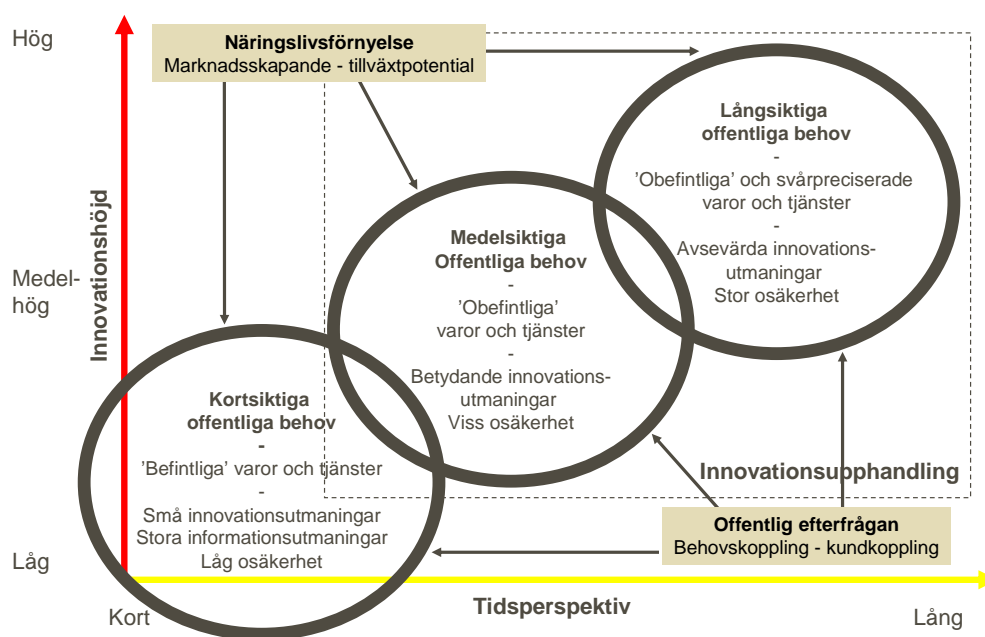 Hög
Näringslivsförnyelse
Marknadsskapande - tillväxtpotential
Långsiktiga
offentliga behov
-
’Obefintliga’ och svårpreciserade
varor och tjänster
-
Avsevärda innovations-
utmaningar
Stor osäkerhet
Innovationshöjd
Medel-
hög
Medelsiktiga
Offentliga behov
-
’Obefintliga’
varor och tjänster
-
Betydande innovations-
utmaningar
Viss osäkerhet
Kortsiktiga
offentliga behov
-
’Befintliga’ varor och tjänster
-
Små innovationsutmaningar
Stora informationsutmaningar
Låg osäkerhet
Innovationsupphandling
Offentlig efterfrågan
Behovskoppling - kundkoppling
Låg
Kort
Tidsperspektiv
Lång